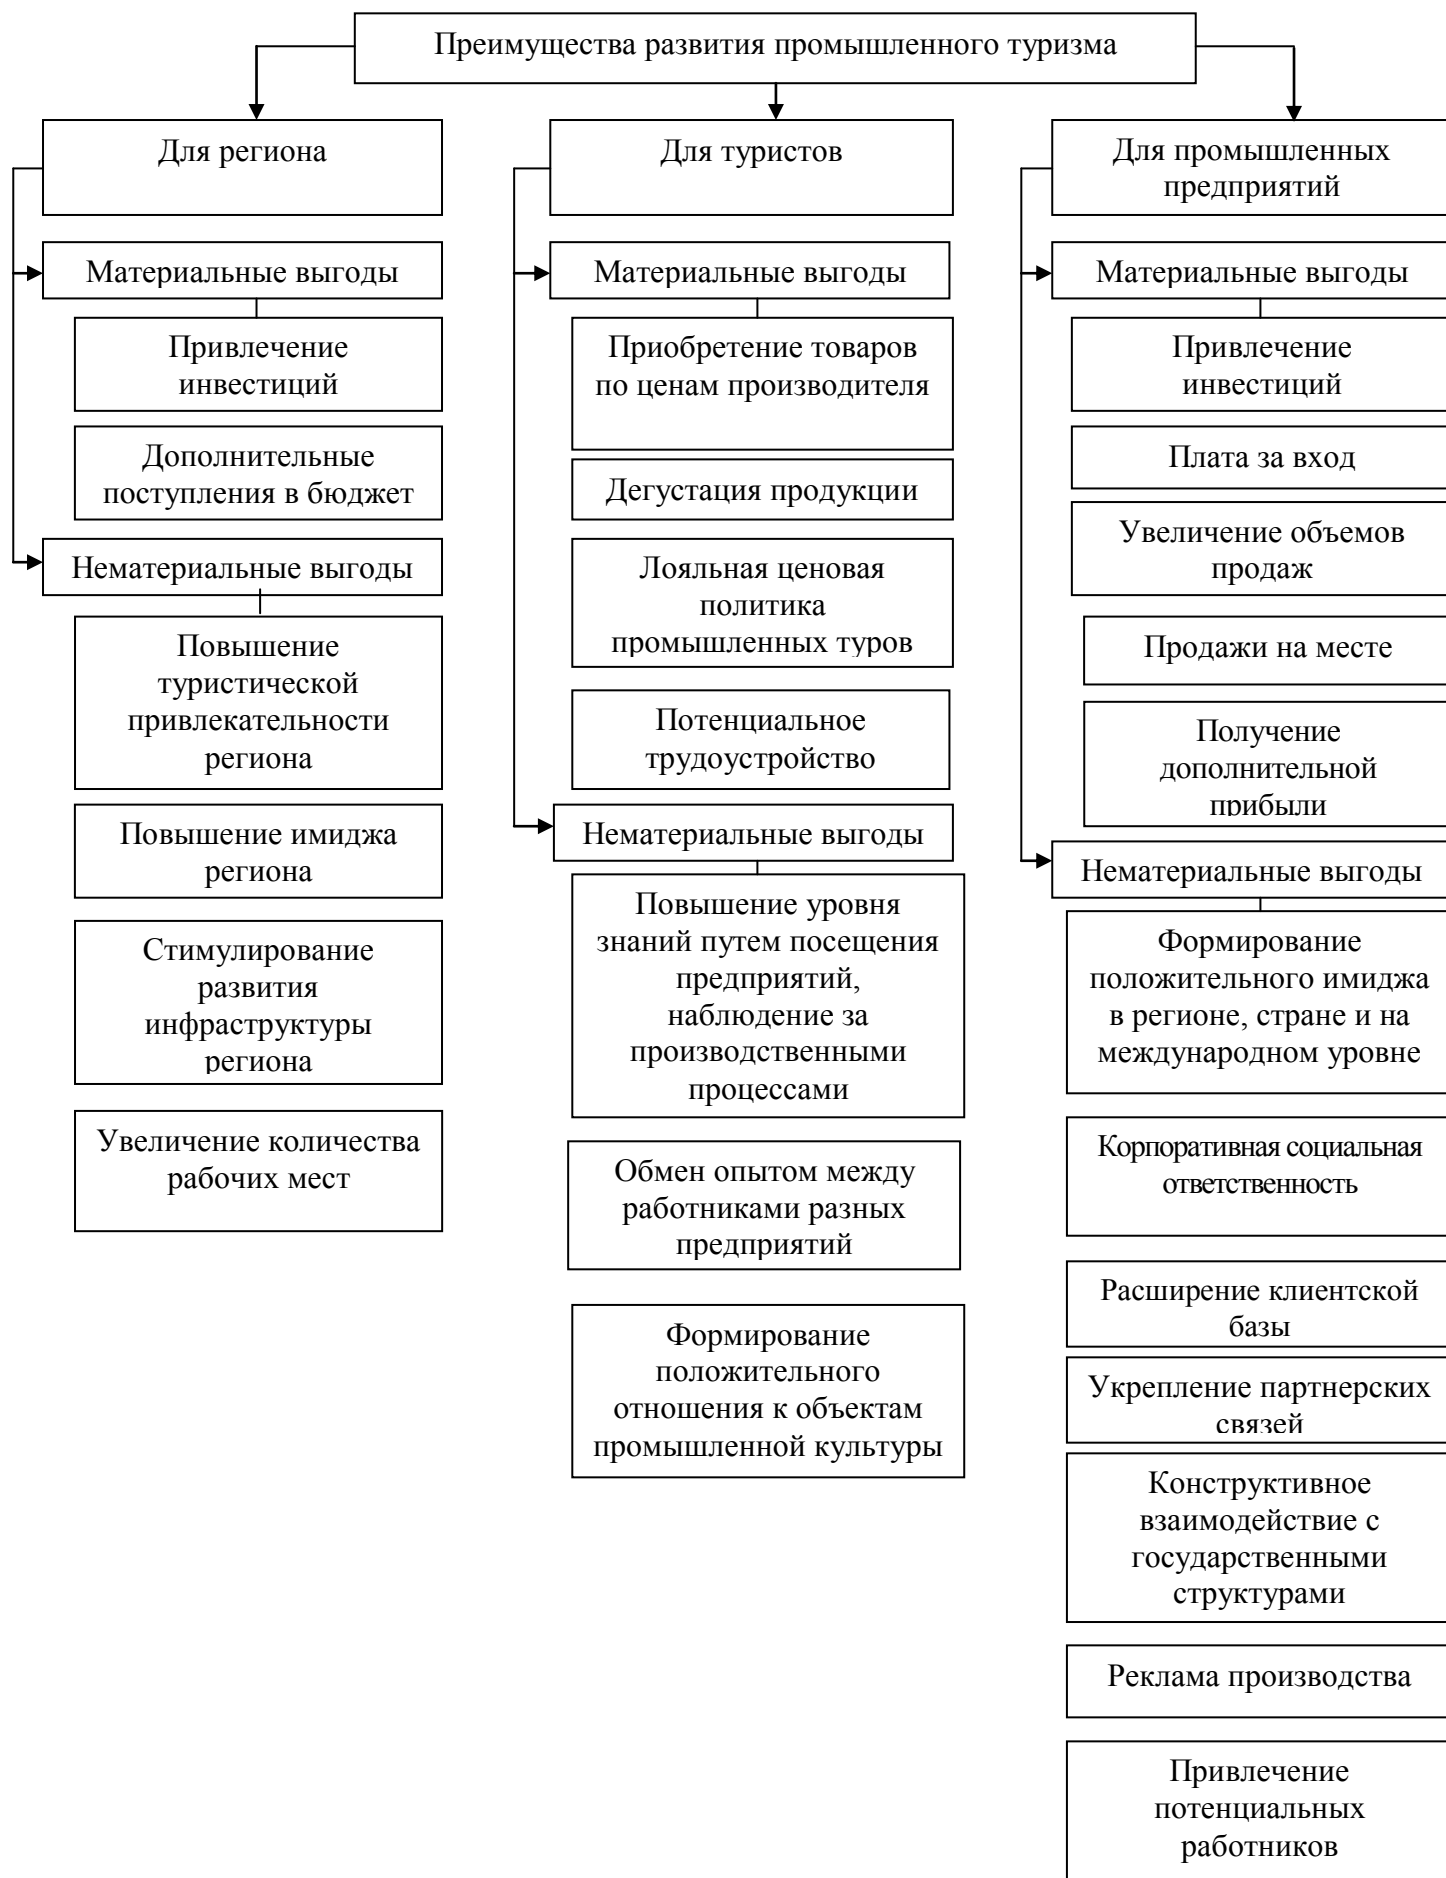 Преимущества развития промышленного туризма
Для региона
Материальные выгоды
Привлечение
инвестиций
Дополнительные
поступления в бюджет
Нематериальные выгоды
Повышение
туристической
привлекательности
региона
Повышение имиджа
региона
Стимулирование
развития
инфраструктуры
региона
Увеличение количества
рабочих мест
Для туристов
Материальные выгоды
Приобретение товаров
по ценам производителя
Дегустация продукции
Лояльная ценовая
политика
промышленных туров
Потенциальное
трудоустройство
Нематериальные выгоды
Повышение уровня
знаний путем посещения
предприятий,
наблюдение за
производственными
процессами
Обмен опытом между
работниками разных
предприятий
Формирование
положительного
отношения к объектам
промышленной культуры
Для промышленных
предприятий
Материальные выгоды
Привлечение
инвестиций
Плата за вход
Увеличение объемов
продаж
Продажи на месте
Получение
дополнительной
прибыли
Нематериальные выгоды
Формирование
положительного имиджа
в регионе, стране и на
международном уровне
Корпоративная социальная
ответственность
Расширение клиентской
базы
Укрепление партнерских
связей
Конструктивное
взаимодействие с
государственными
структурами
Реклама производства
Привлечение
потенциальных
работников